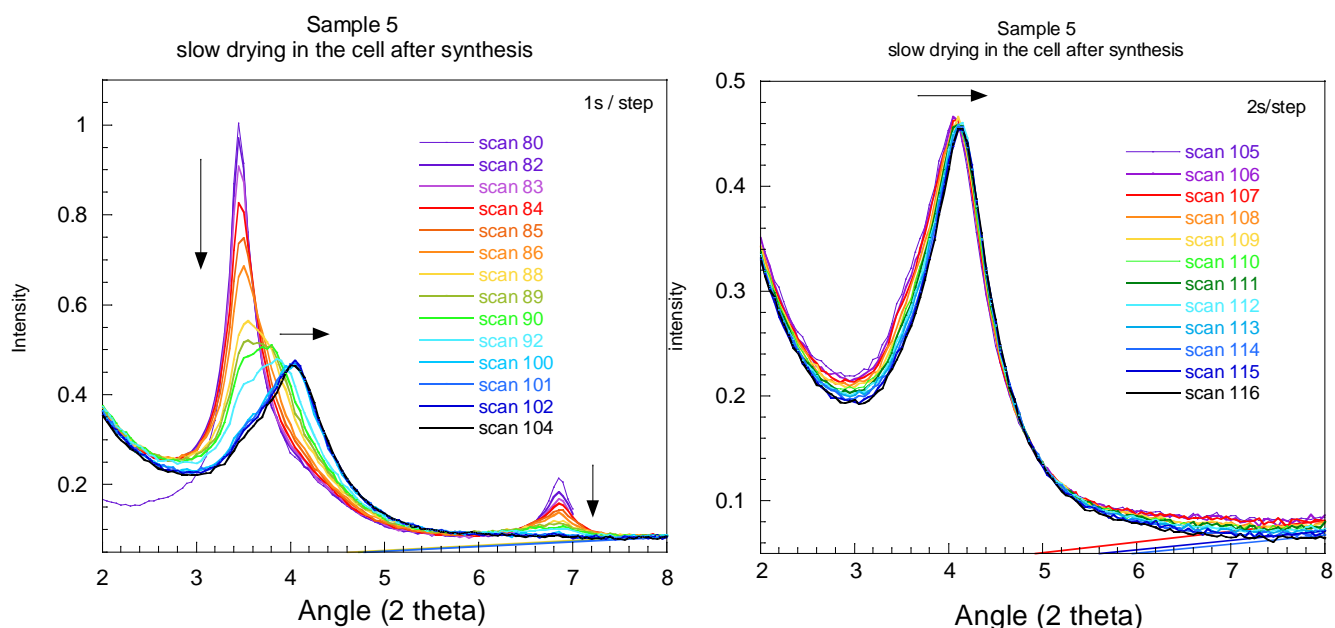 Sample 5
slow drying in the cell after synthesis
1s / step
1
0.8
0.6
0.4
0.2
Intensity
scan 80
scan 82
scan 83
scan 84
scan 85
scan 86
scan 88
scan 89
scan 90
scan 92
scan 100
scan 101
scan 102
scan 104
2 3 4 5 6 7 8
Angle (2 theta)
Sample 5
slow drying in the cell after synthesis
2s/step
0.5
0.4
0.3
0.2
0.1
intensity
scan 105
scan 106
scan 107
scan 108
scan 109
scan 110
scan 111
scan 112
scan 113
scan 114
scan 115
scan 116
2 3 4 5 6 7 8
Angle (2 theta)